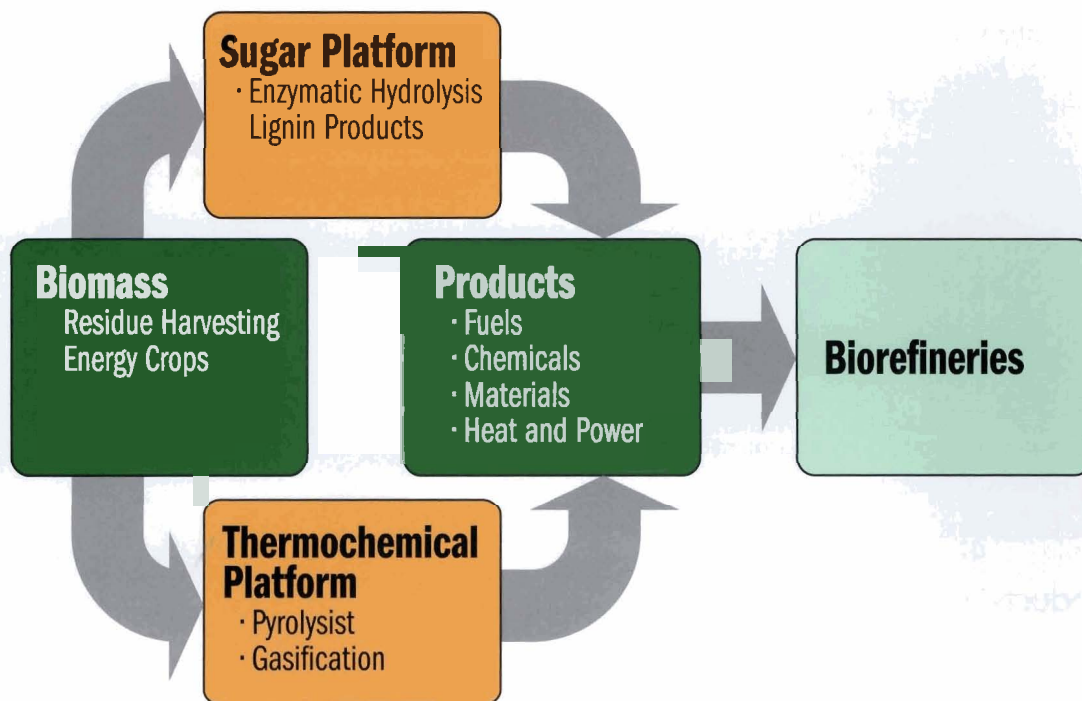 Sugar Platform
· Enzymatic Hydrolysis
Lignin Products
Biomass
Residue Harvesting
Energy Crops
Products
· Fuels
· Chemicals
· Materials
· Heat and Power
Biorefineries
Thermochemical
Platform
· Pyrolysist
· Gasification